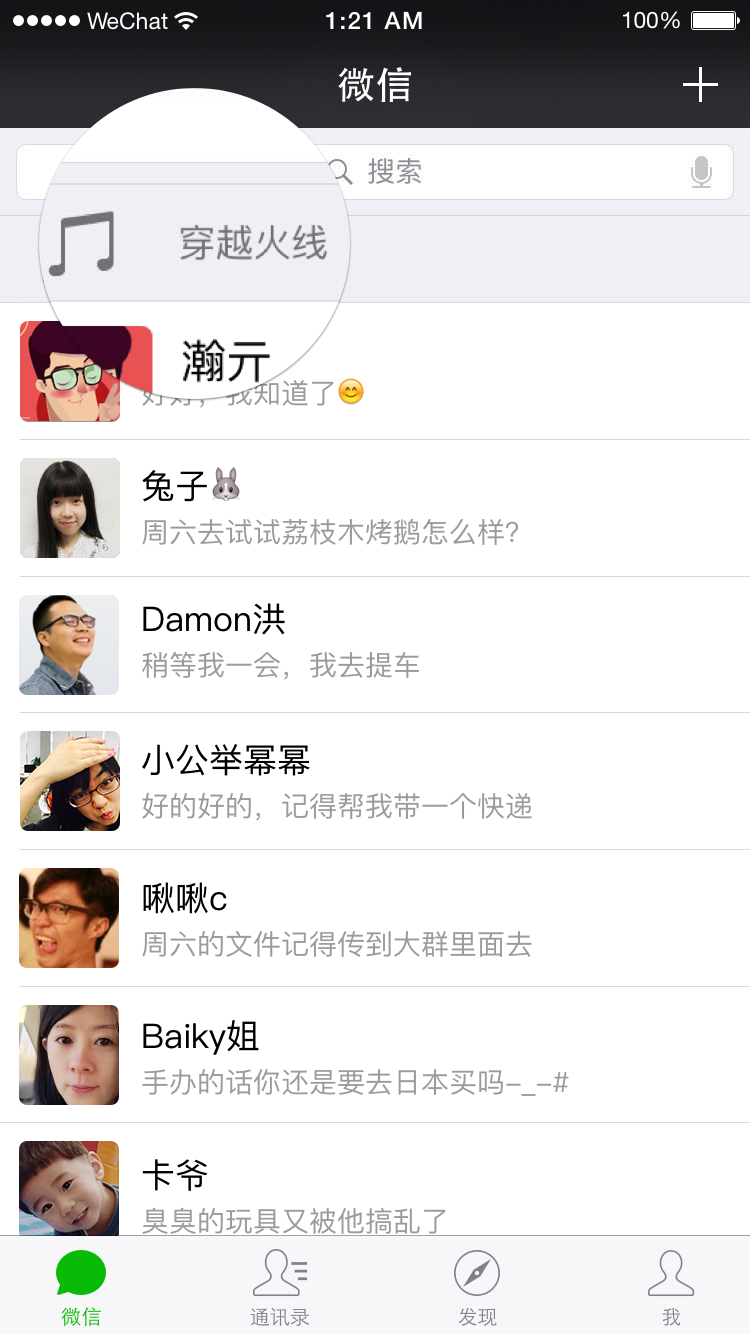 WeChat 1:21 AM 100%
微信
搜索
穿越火线
瀚亓
好好，我知道了😊
兔子🐰
周六去试试荔枝木烤鹅怎么样？
Damon洪
稍等我一会，我去提车
小公举幂幂
好的好的，记得帮我带一个快递
啾啾c
周六的文件记得传到大群里面去
Baiky姐
手办的话你还是要去日本买吗-_-#
卡爷
臭臭的玩具又被他搞乱了
微信 通讯录 发现 我